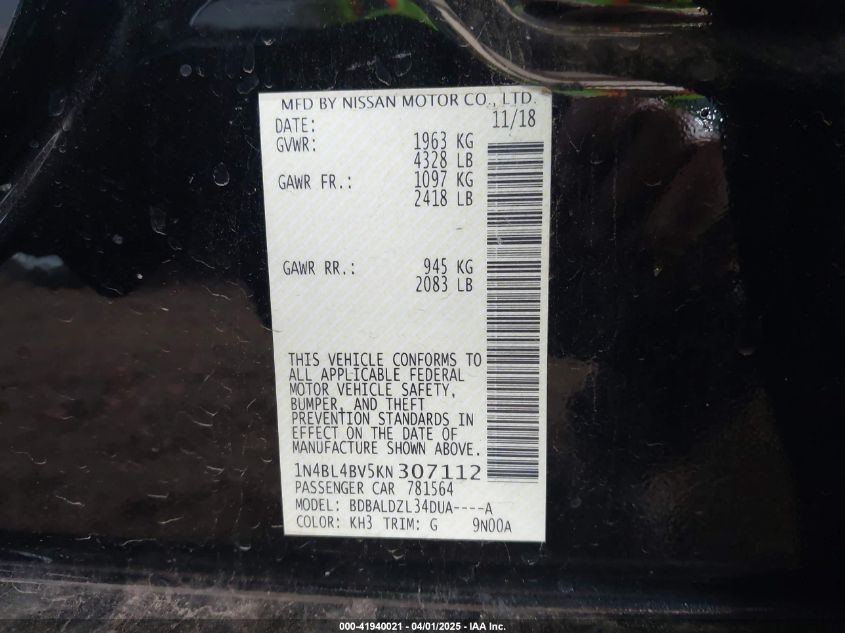 MFD BY NISSAN MOTOR CO., LTD.
DATE: 11/18
GVWR: 1963 KG
4328 LB
GAWR FR.: 1097 KG
2418 LB
GAWR RR.: 945 KG
2083 LB
THIS VEHICLE CONFORMS TO
ALL APPLICABLE FEDERAL
MOTOR VEHICLE SAFETY,
BUMPER, AND THEFT
PREVENTION STANDARDS IN
EFFECT ON THE DATE OF
MANUFACTURE SHOWN ABOVE.
1N4BL4BV5KN307112
PASSENGER CAR 781564
MODEL: BDBALDZL34DUA----A
COLOR: KH3 TRIM: G 9N00A
000-41940021 - 04/01/2025 - IAA Inc.